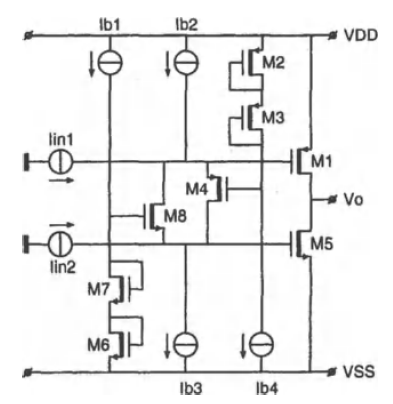 Ib1 Ib2
VDD
M2
M3
Iin1
M1
M4
Vo
M8
M5
Iin2
M7
M6
VSS
Ib3 Ib4